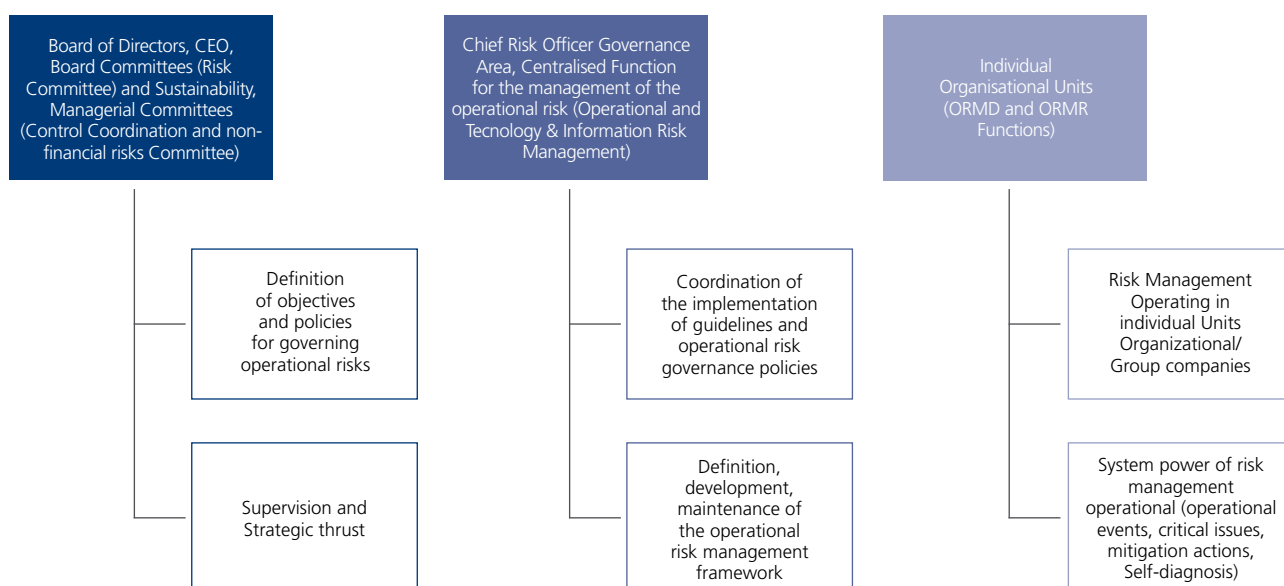 Board of Directors, CEO,
Board Committees (Risk
Committee) and Sustainability,
Managerial Committees
(Control Coordination and non-
financial risks Committee)
Definition
of objectives
and policies
for governing
operational risks
Supervision and
Strategic thrust
Chief Risk Officer Governance
Area, Centralised Function
for the management of the
operational risk (Operational and
Tecnology & Information Risk
Management)
Coordination of
the implementation
of guidelines and
operational risk
governance policies
Definition,
development,
maintenance of
the operational
risk management
framework
Individual
Organisational Units
(ORMD and ORMR
Functions)
Risk Management
Operating in
individual Units
Organizational/
Group companies
System power of risk
management
operational (operational
events, critical issues,
mitigation actions,
Self-diagnosis)